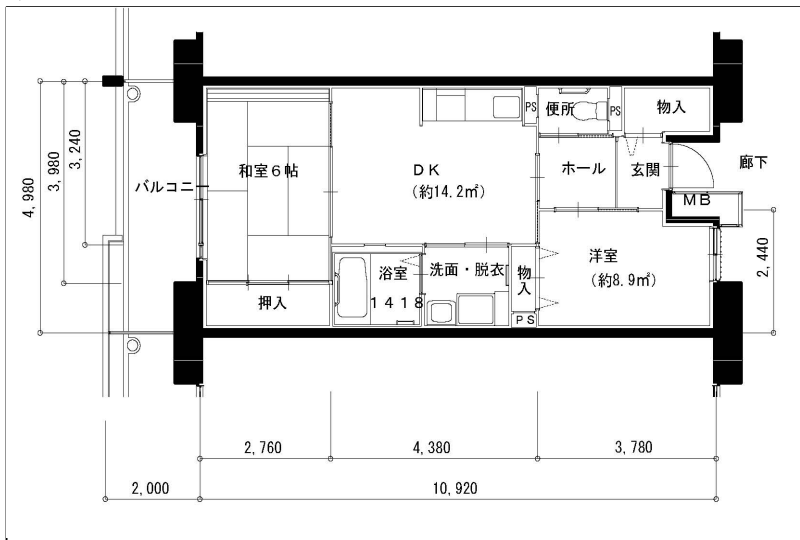 PS
便所
PS
物入
和室6帖
DK
(約14.2㎡)
ホール
玄関
廊下
バルコニ
MB
浴室
1418
洗面・脱衣
物入
洋室
(約8.9㎡)
押入
PS
4,980
3,980
3,240
2,440
2,760
4,380
3,780
2,000
10,920